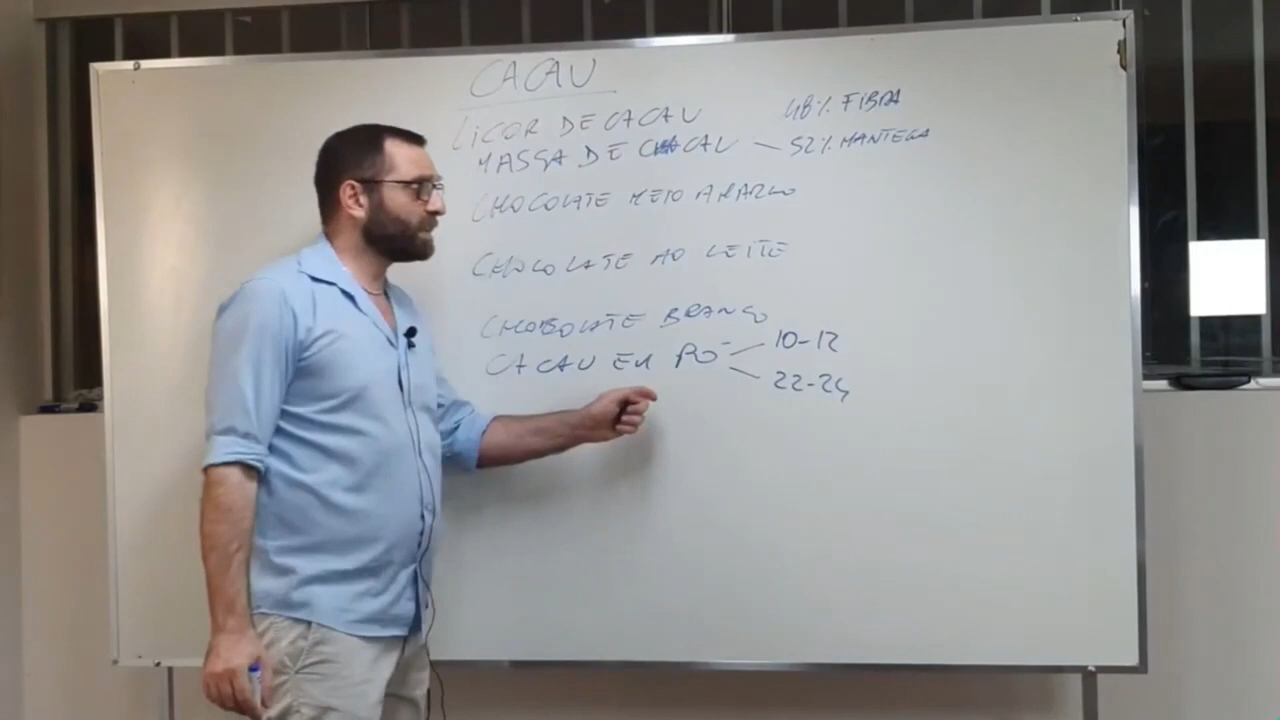 CACAU
LICOR DE CACAU
48% FIBRA
MASSA DE CACAU — 52% MANTEGA
CHOCOLATE MEIO AMARGO
CHOCOLATE AO LEITE
CHOCOLATE BRANCO
CACAU EM PÓ
10-12
22-24